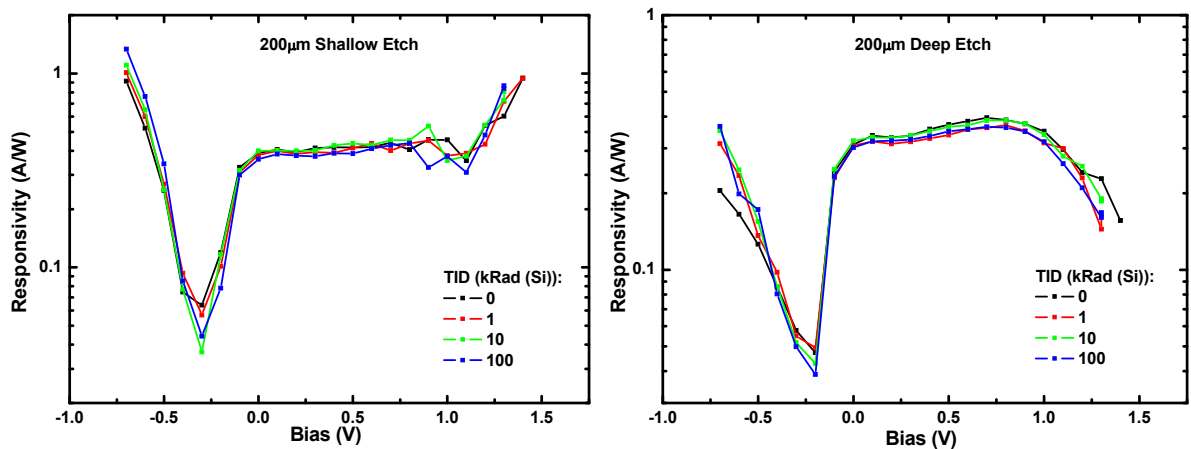 200μm Shallow Etch
Responsivity (A/W)
1
0.1
TID (kRad (Si)):
0
1
10
100
-1.0 -0.5 0.0 0.5 1.0 1.5
Bias (V)
200μm Deep Etch
Responsivity (A/W)
1
0.1
TID (kRad (Si)):
0
1
10
100
-1.0 -0.5 0.0 0.5 1.0 1.5
Bias (V)